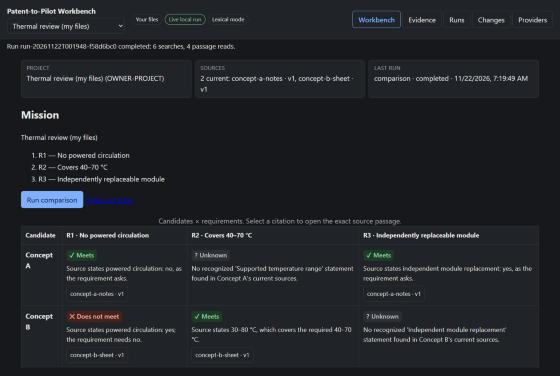 Patent-to-Pilot Workbench
Thermal review (my files)
Your files
Live local run
Lexical mode
Workbench
Evidence
Runs
Changes
Providers
Run run-20261122T001948-f58d6bc0 completed: 6 searches, 4 passage reads.
PROJECT
Thermal review (my files) (OWNER-PROJECT)
SOURCES
2 current: concept-a-notes · v1, concept-b-sheet ·
v1
LAST RUN
comparison · completed · 11/22/2026, 7:19:49 AM
Mission
Thermal review (my files)
1. R1 — No powered circulation
2. R2 — Covers 40–70 °C
3. R3 — Independently replaceable module
Run comparison
Candidates × requirements. Select a citation to open the exact source passage.
Candidate
R1 · No powered circulation
R2 · Covers 40–70 °C
R3 · Independently replaceable module
Concept
A
✓ Meets
Source states powered circulation: no, as
the requirement asks.
concept-a-notes · v1
? Unknown
No recognized 'Supported temperature range' statement
found in Concept A's current sources.
✓ Meets
Source states independent module replacement: yes, as the
requirement asks.
concept-a-notes · v1
Concept
B
✕ Does not meet
Source states powered circulation: yes;
the requirement needs no.
concept-b-sheet · v1
✓ Meets
Source states 30–80 °C, which covers the required 40–70
°C.
concept-b-sheet · v1
? Unknown
No recognized 'Independent module replacement'
statement found in Concept B's current sources.